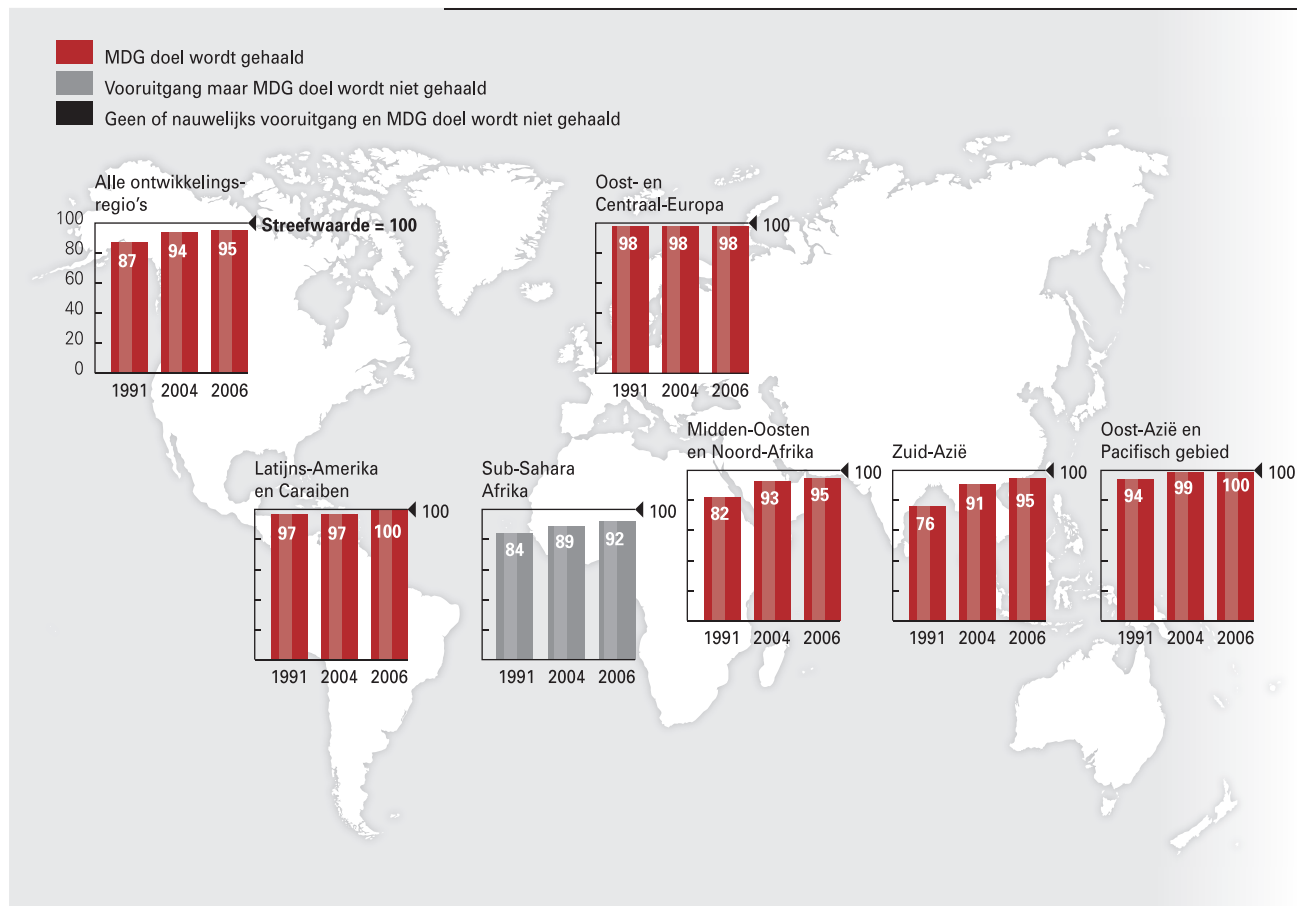 MDG doel wordt gehaald
Vooruitgang maar MDG doel wordt niet gehaald
Geen of nauwelijks vooruitgang en MDG doel wordt niet gehaald
Alle ontwikkelings-
regio's
100
80
60
40
20
0
Streefwaarde = 100
87 94 95
1991 2004 2006
Oost- en
Centraal-Europa
100
98 98 98
1991 2004 2006
Latijns-Amerika
en Caraiben
100
97 97 100
1991 2004 2006
Sub-Sahara
Afrika
100
84 89 92
1991 2004 2006
Midden-Oosten
en Noord-Afrika
100
82 93 95
1991 2004 2006
Zuid-Azië
100
76 91 95
1991 2004 2006
Oost-Azië en
Pacifisch gebied
100
94 99 100
1991 2004 2006